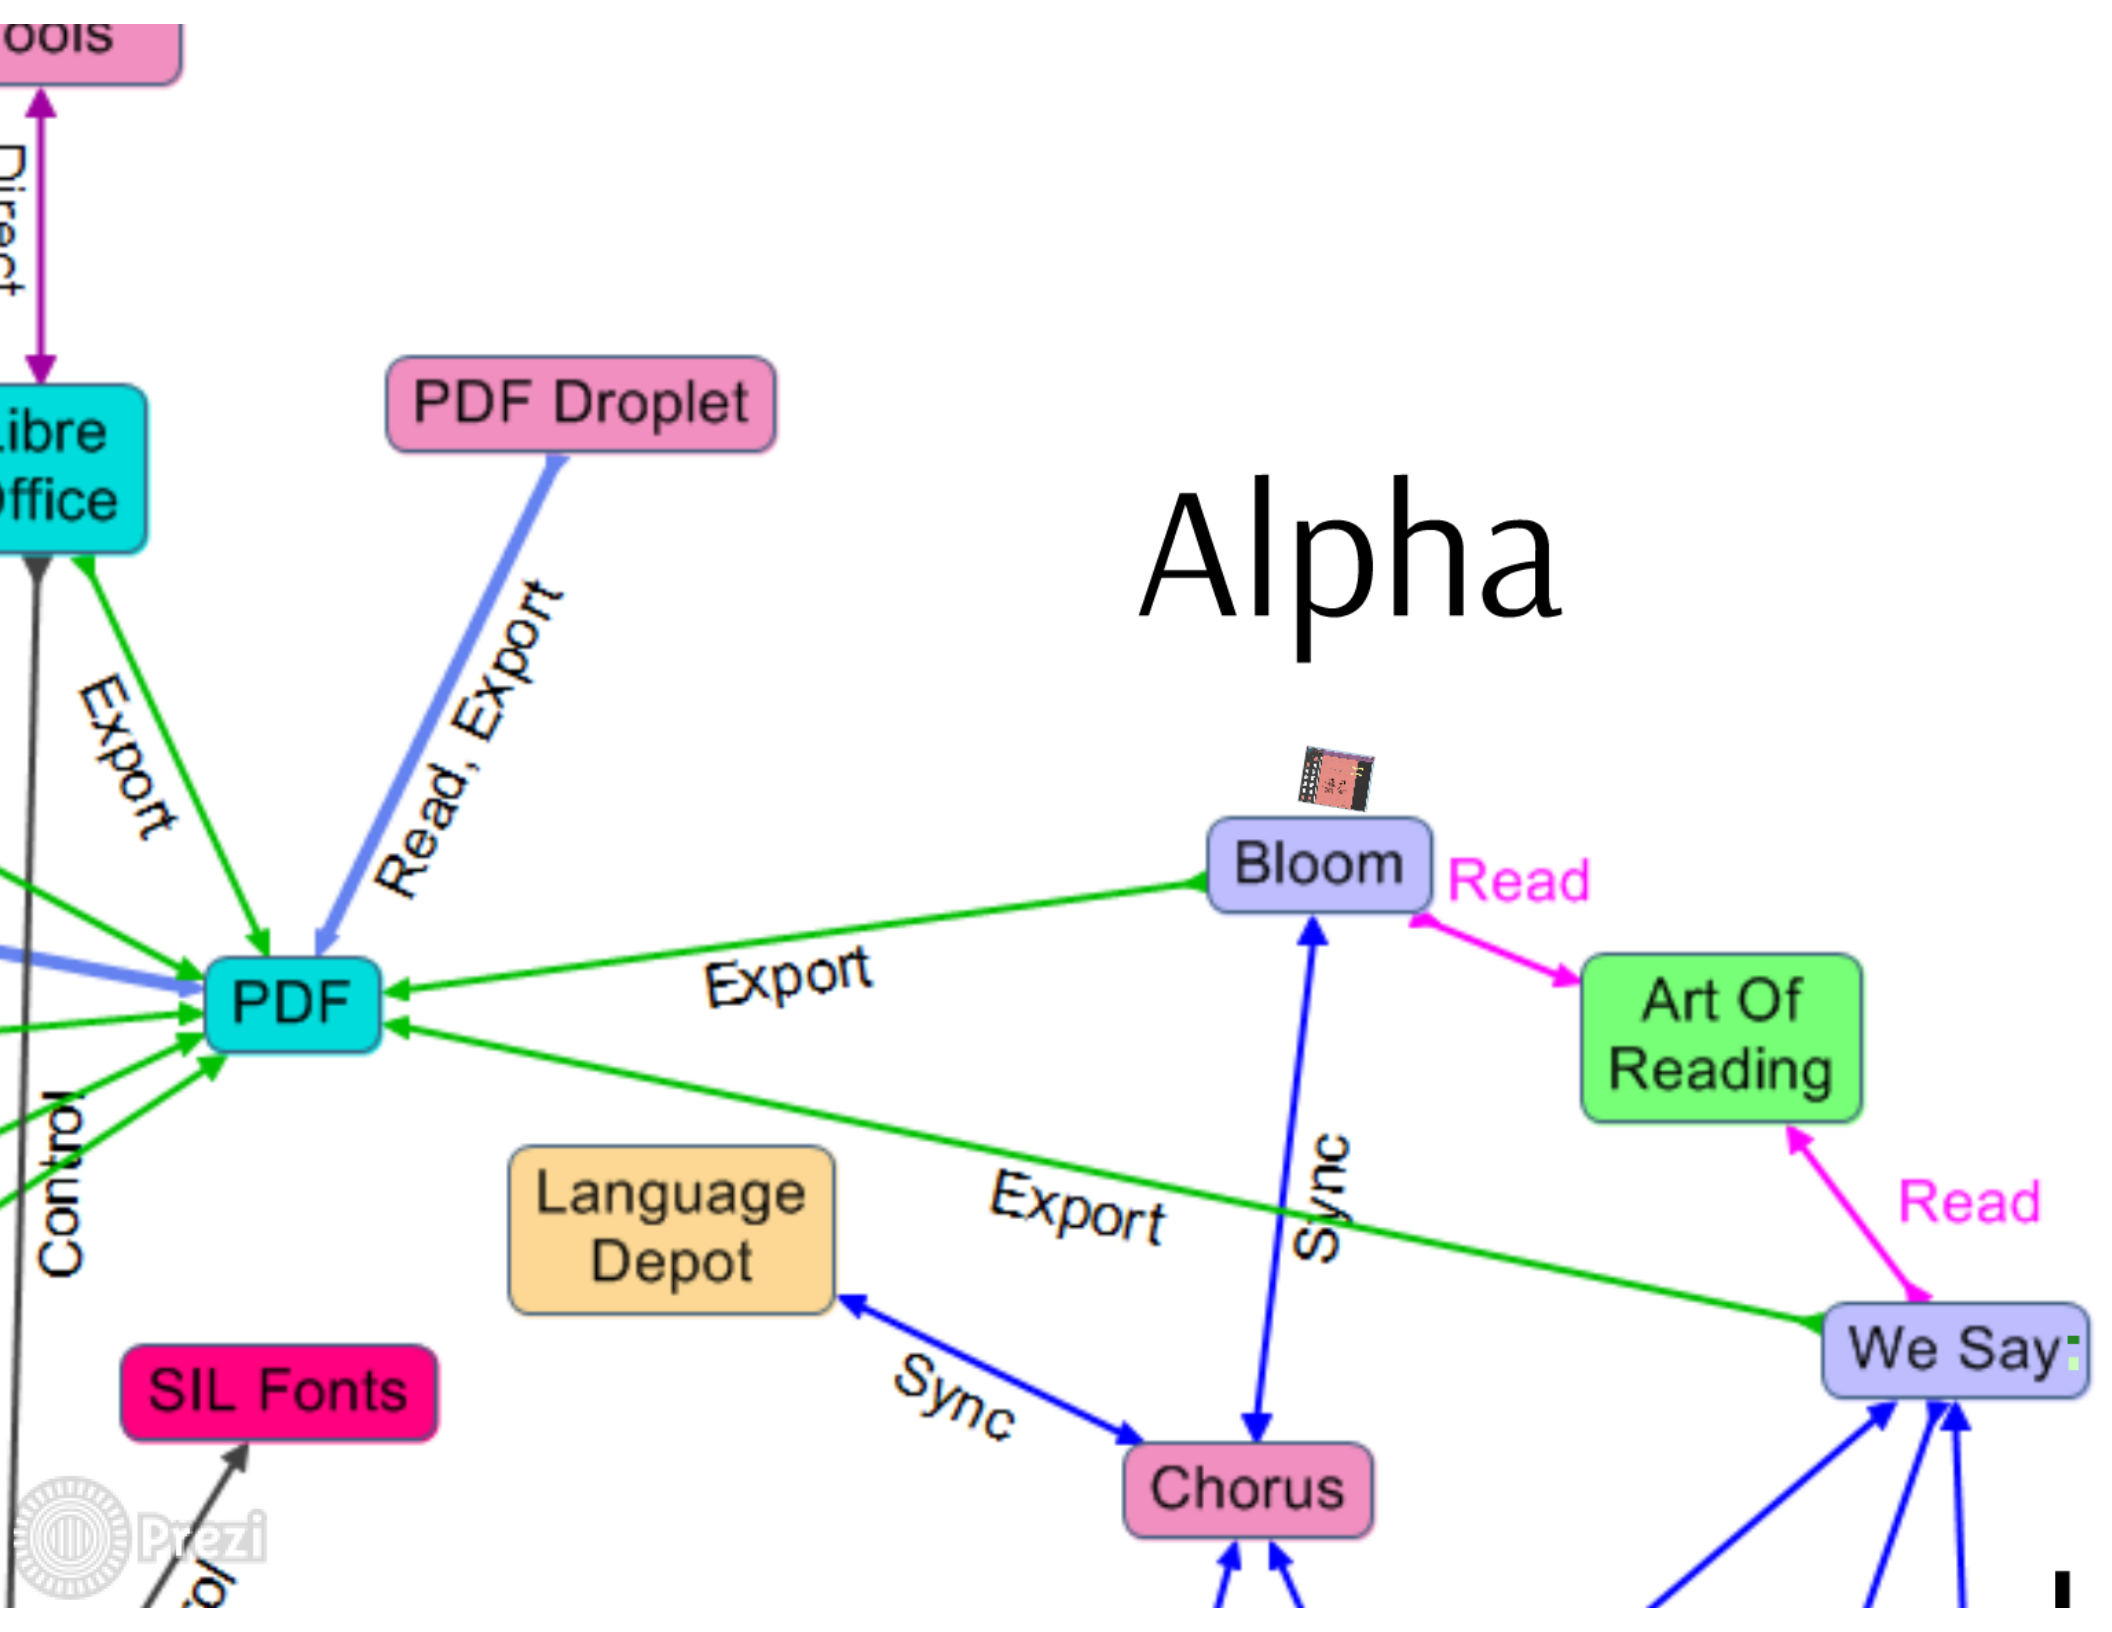 ools
Direct
Libre
Office
PDF Droplet
Alpha
Export
Read, Export
Bloom
Read
Export
PDF
Art Of
Reading
Control
Language
Depot
Export
Sync
Read
We Say
SIL Fonts
Sync
Chorus
Prezi
rol